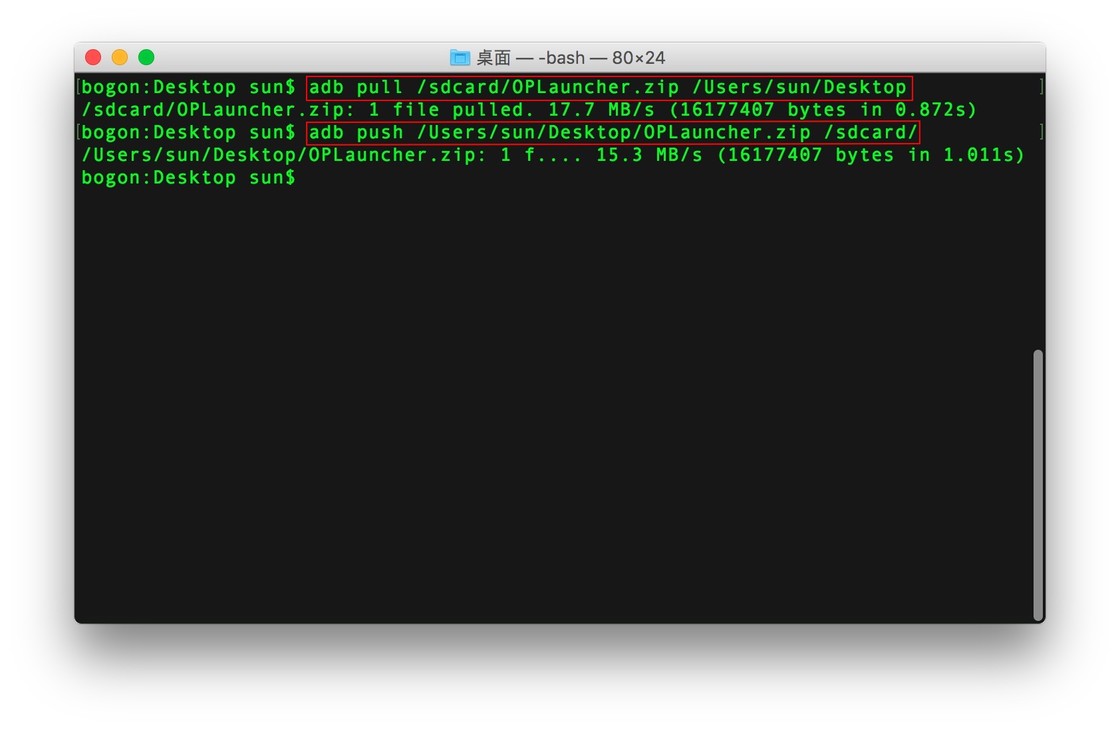 桌面 — -bash — 80×24
[bogon:Desktop sun$ adb pull /sdcard/OPLauncher.zip /Users/sun/Desktop ]
/sdcard/OPLauncher.zip: 1 file pulled. 17.7 MB/s (16177407 bytes in 0.872s)
[bogon:Desktop sun$ adb push /Users/sun/Desktop/OPLauncher.zip /sdcard/ ]
/Users/sun/Desktop/OPLauncher.zip: 1 f.... 15.3 MB/s (16177407 bytes in 1.011s)
bogon:Desktop sun$